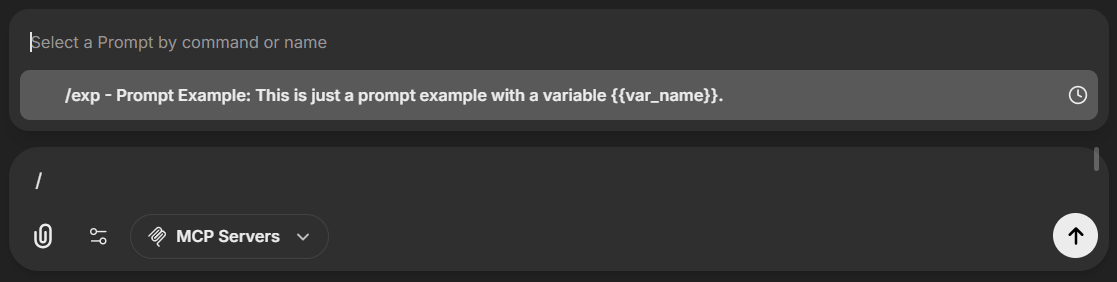 Select a Prompt by command or name
/exp - Prompt Example: This is just a prompt example with a variable {{var_name}}.
/
MCP Servers